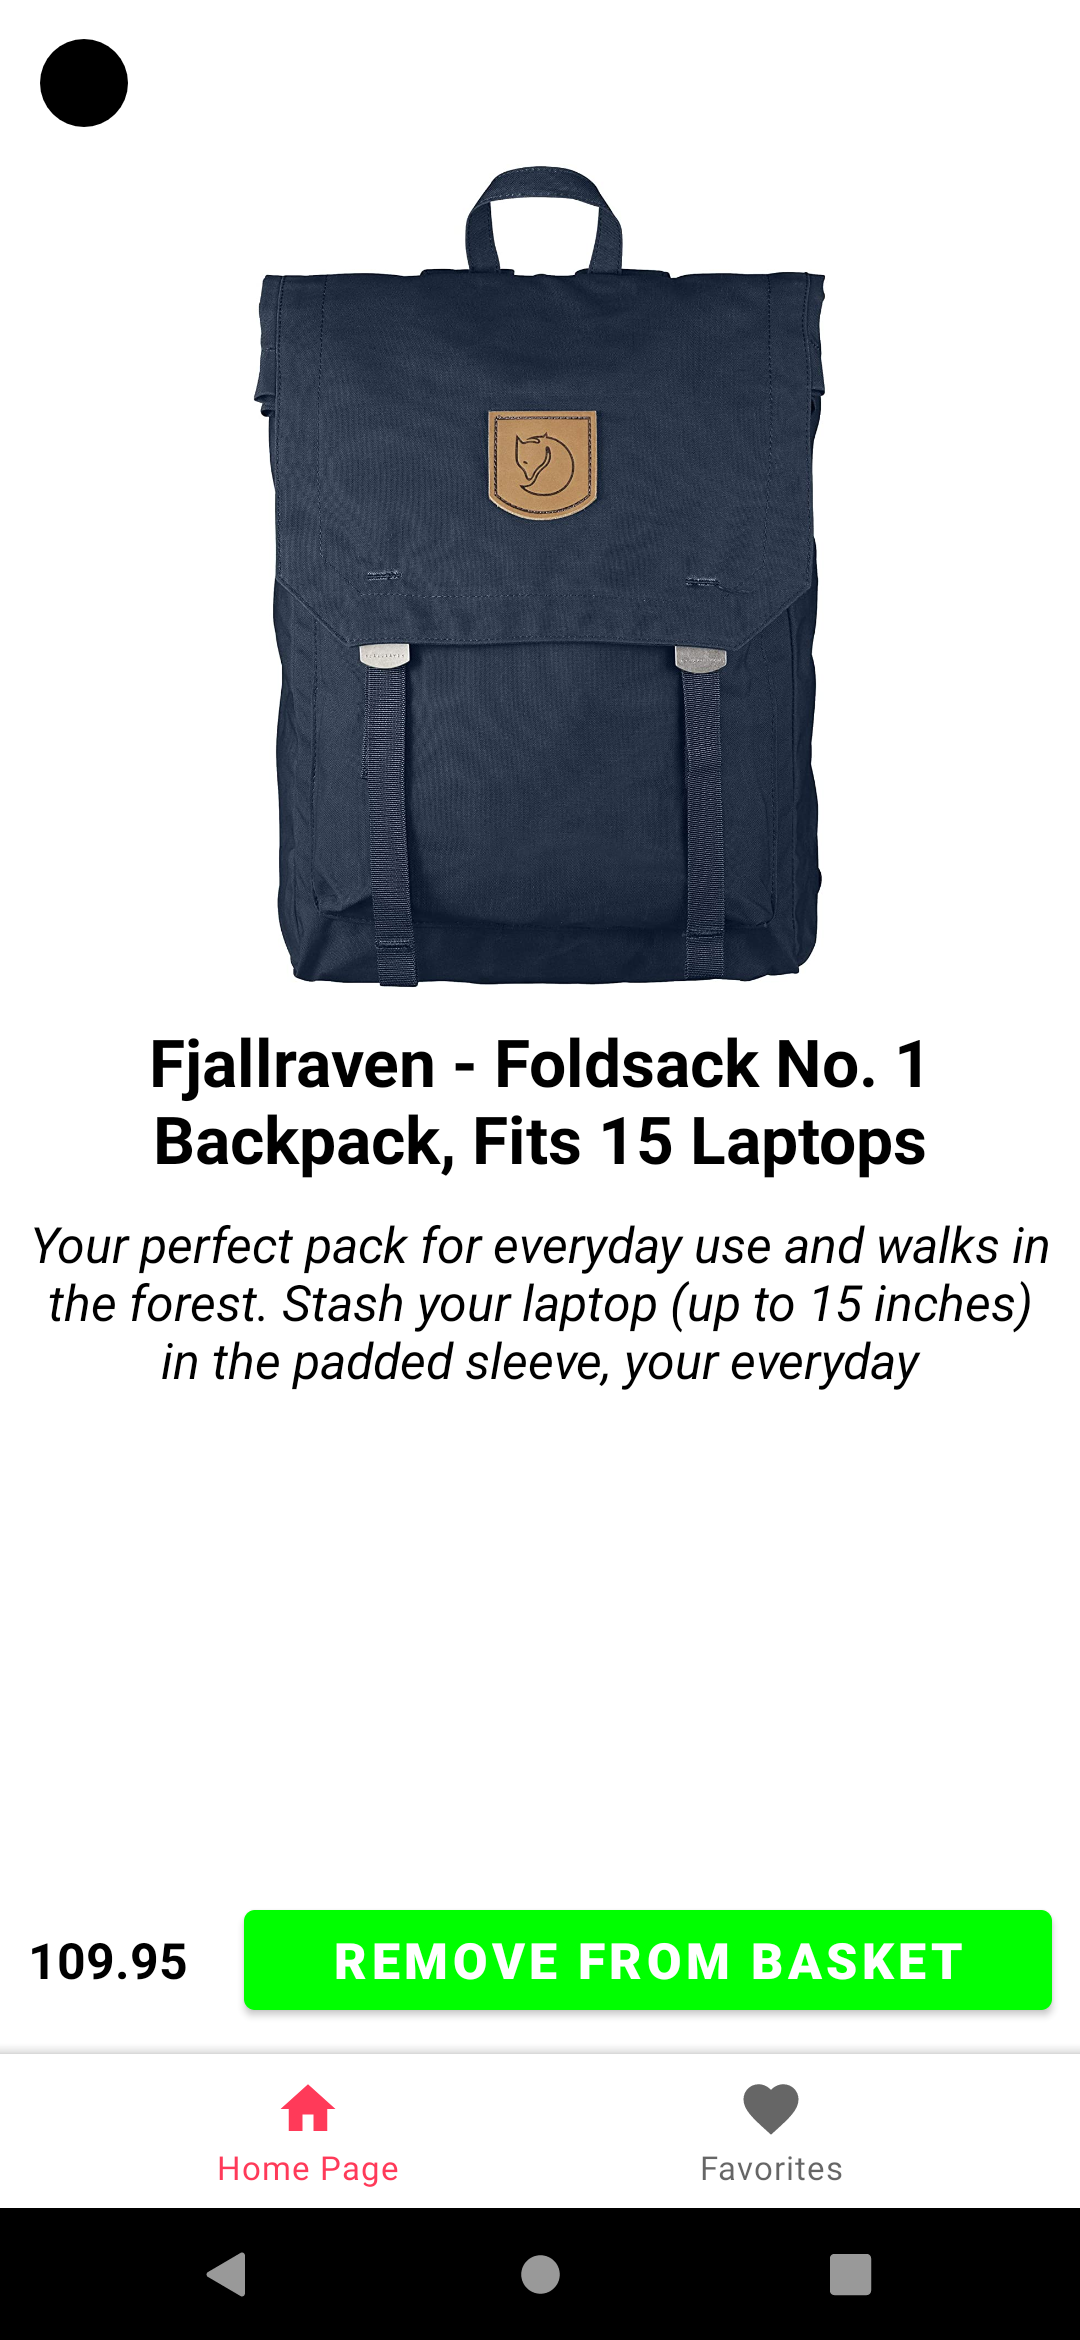 Fjallraven - Foldsack No. 1
Backpack, Fits 15 Laptops
Your perfect pack for everyday use and walks in
the forest. Stash your laptop (up to 15 inches)
in the padded sleeve, your everyday
109.95
REMOVE FROM BASKET
Home Page
Favorites